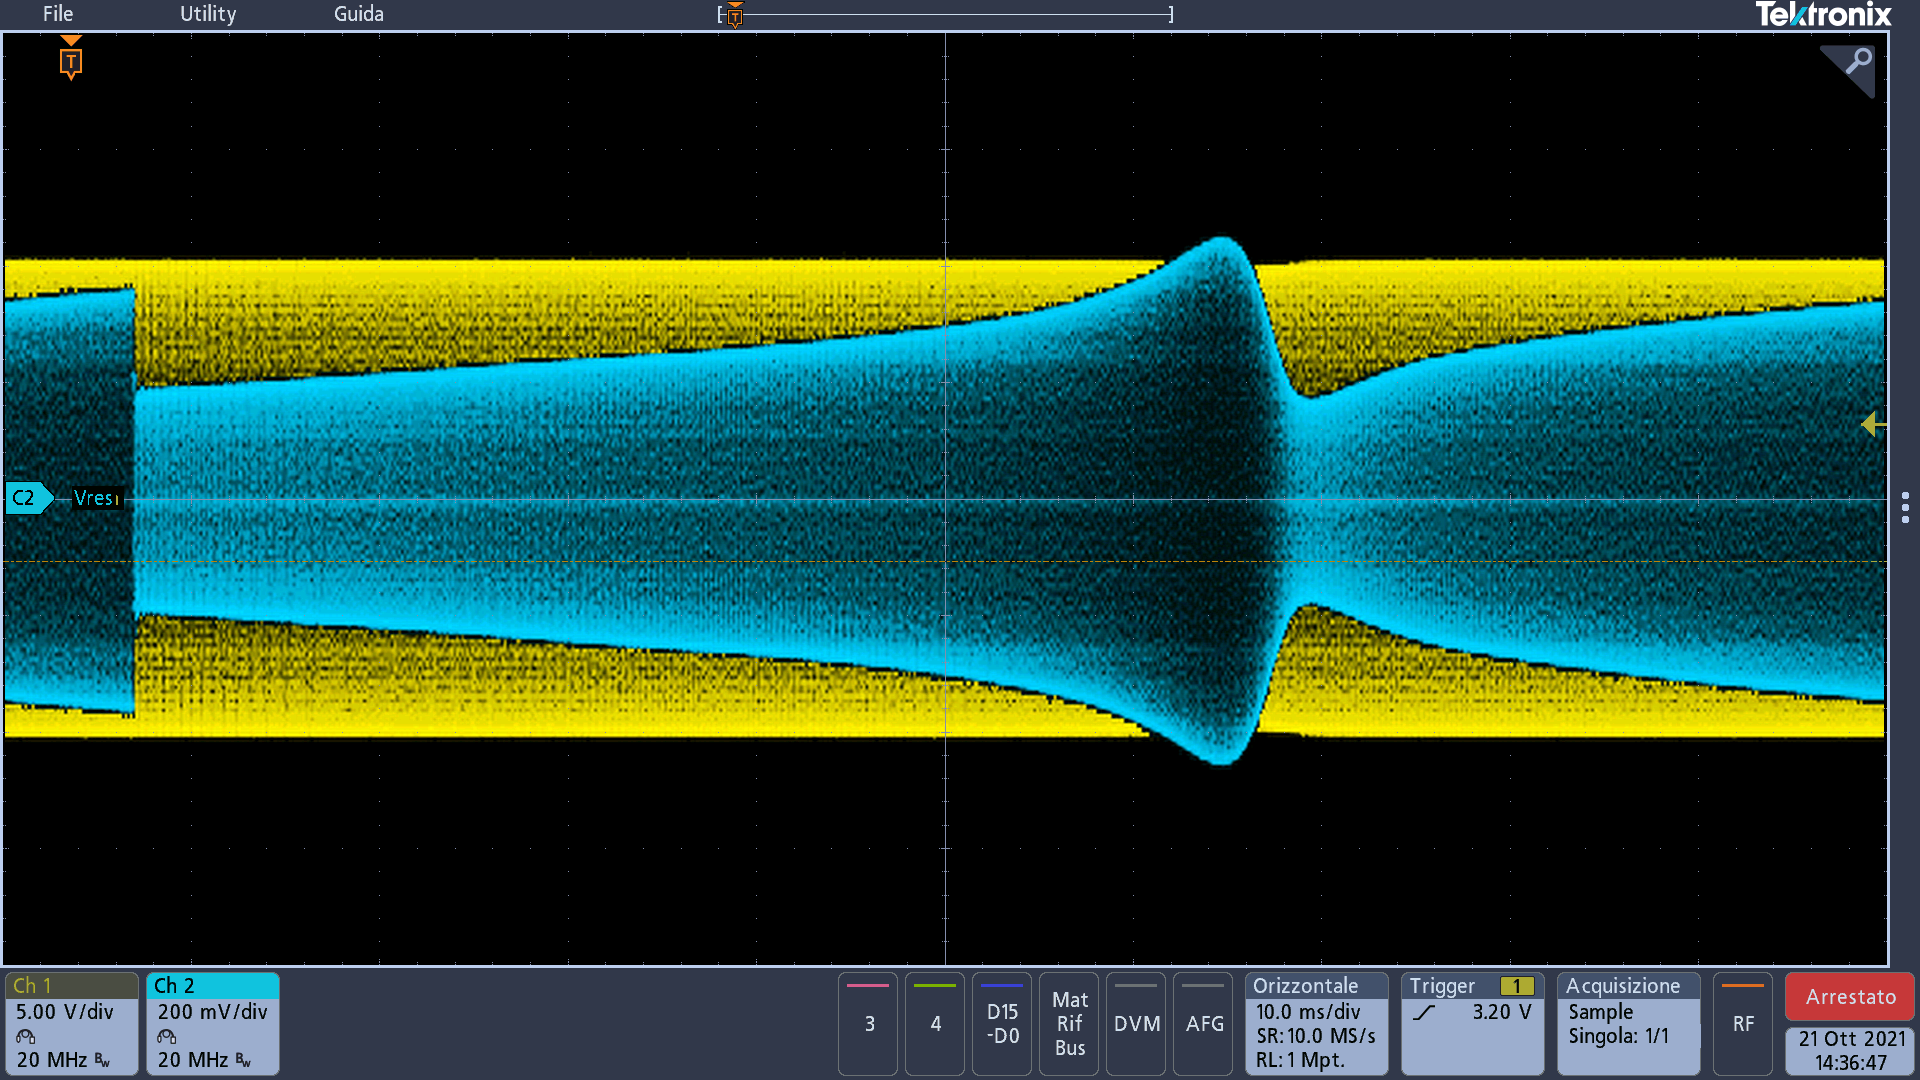 File Utility Guida
T
Tektronix
T
C2 Vres
Ch 1
5.00 V/div
20 MHz Bw
Ch 2
200 mV/div
20 MHz Bw
3
4
D15
-D0
Mat
Rif
Bus
DVM
AFG
Orizzontale
10.0 ms/div
SR: 10.0 MS/s
RL: 1 Mpt.
Trigger 1
3.20 V
Acquisizione
Sample
Singola: 1/1
RF
Arrestato
21 Ott 2021
14:36:47